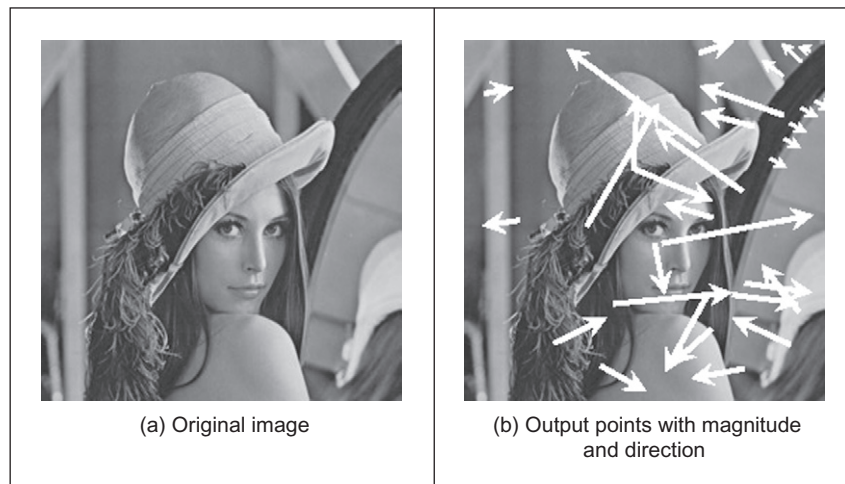 (a) Original image
(b) Output points with magnitude
and direction